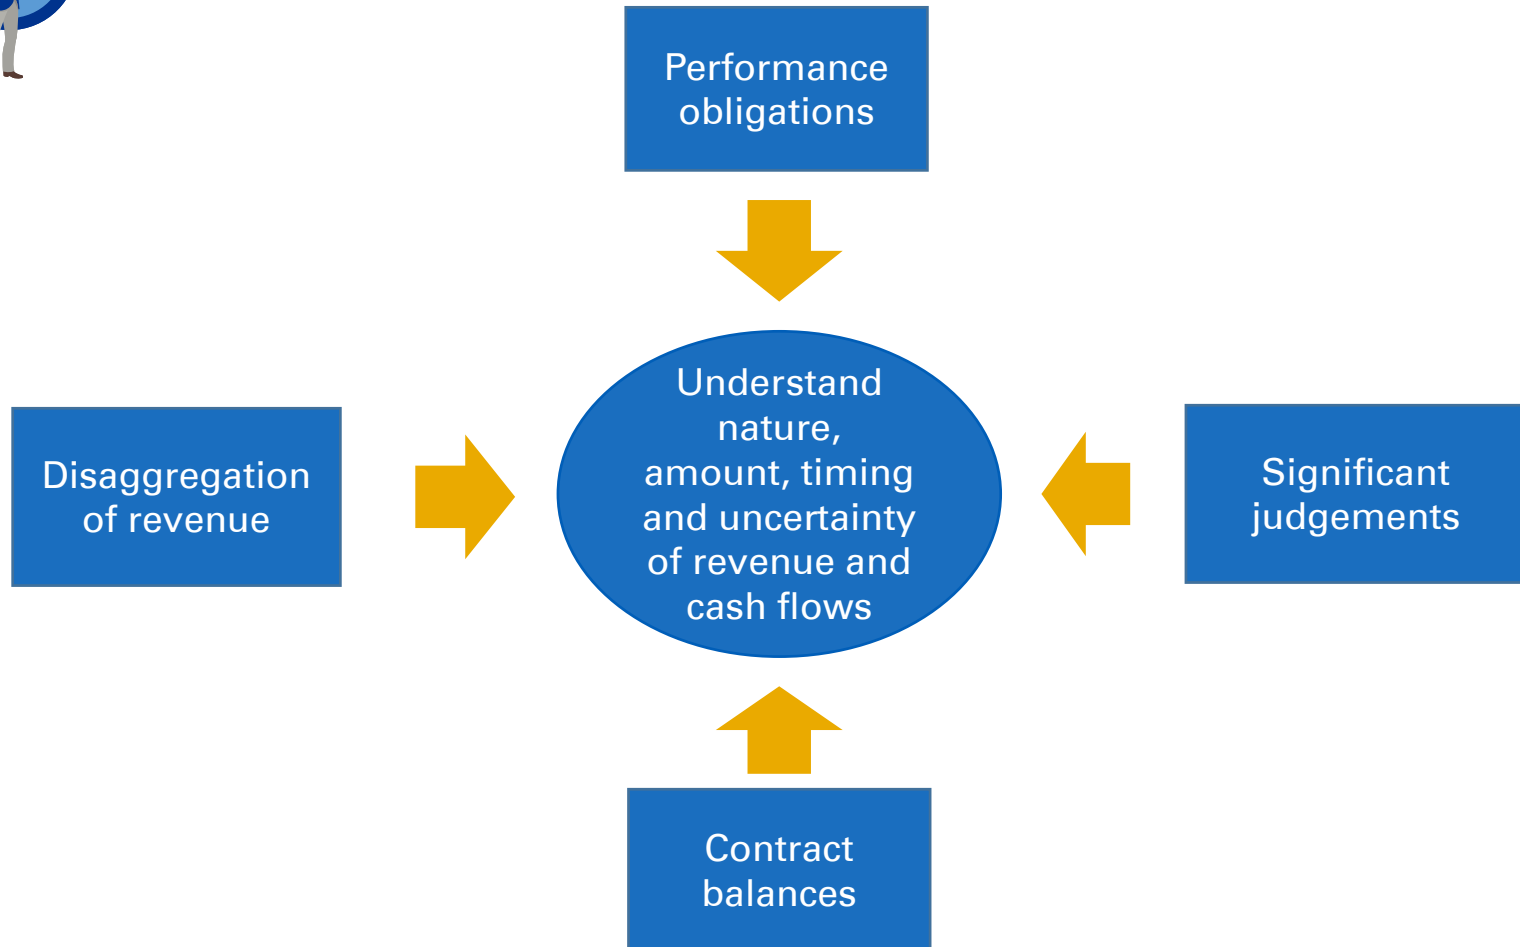 Performance
obligations
Understand
nature,
amount, timing
and uncertainty
of revenue and
cash flows
Disaggregation
of revenue
Significant
judgements
Contract
balances